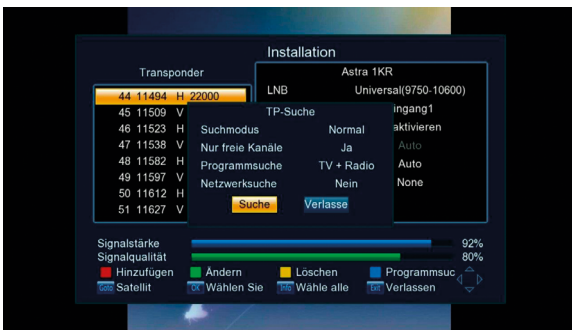 Installation
Transponder
44 11494 H 22000
45 11509 V
46 11523 H
47 11538 V
48 11582 H
49 11597 V
50 11612 H
51 11627 V
Astra 1KR
LNB Universal(9750-10600)
ingang1
aktivieren
Auto
Auto
None
TP-Suche
Suchmodus Normal
Nur freie Kanäle Ja
Programmsuche TV + Radio
Netzwerksuche Nein
Suche Verlasse
Signalstärke 92%
Signalqualität 80%
Hinzufügen Ändern Löschen Programmsuc
Goto Satellit OK Wählen Sie Info Wähle alle Exit Verlassen